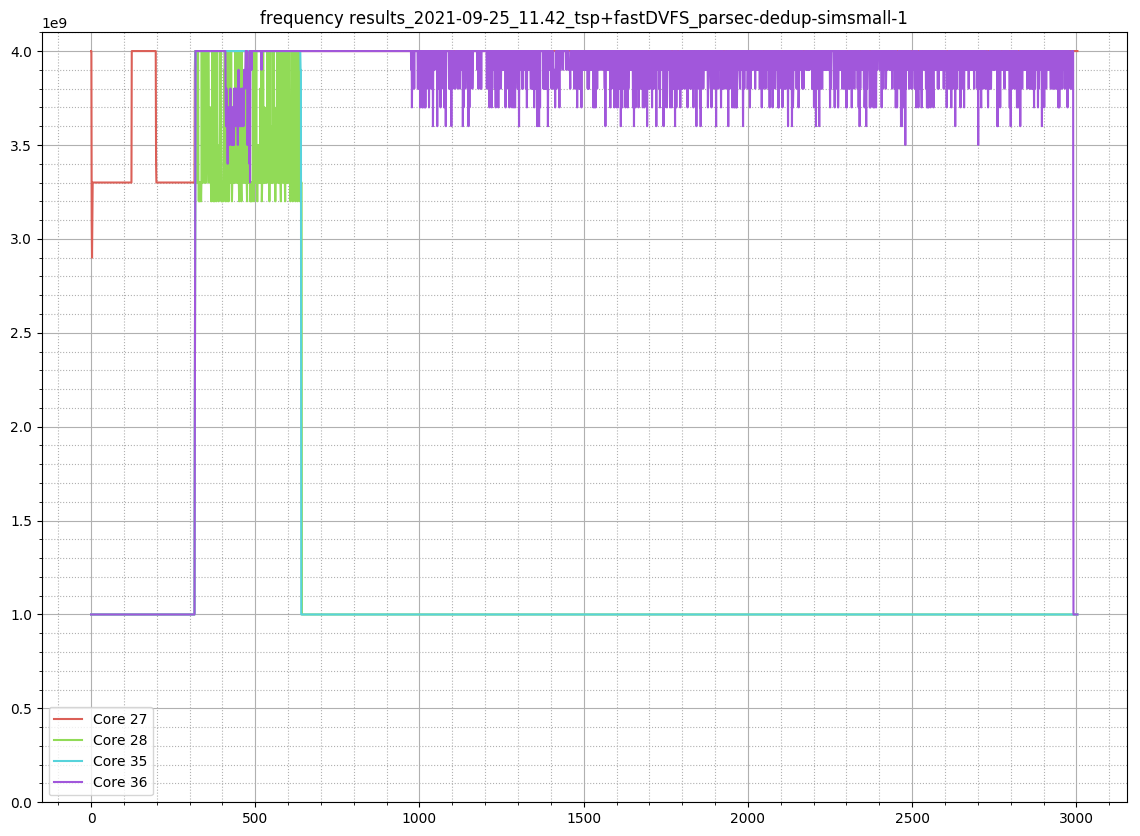 frequency results_2021-09-25_11.42_tsp+fastDVFS_parsec-dedup-simsmall-1
1e9
4.0
3.5
3.0
2.5
2.0
1.5
1.0
0.5
0.0
Core 27
Core 28
Core 35
Core 36
0 500 1000 1500 2000 2500 3000